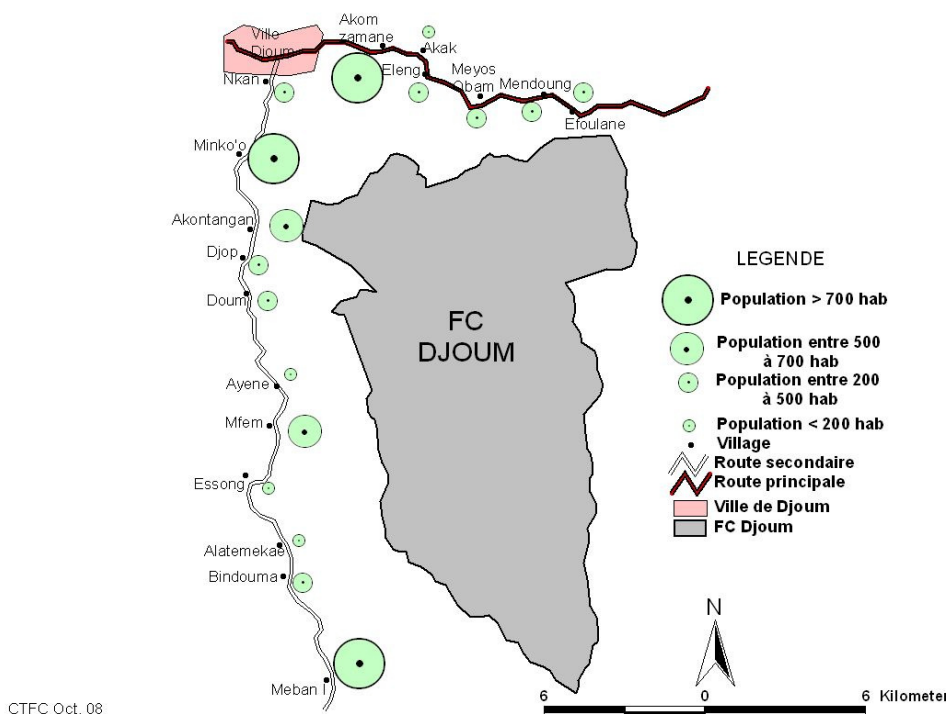 Ville
Djoum
Akom
zamane
Akak
Eleng
Meyos
Obam
Mendoung
Efoulane
Nkan
Minko'o
Akontangan
Djop
Doum
Ayene
Mfem
Essong
Alatemekae
Bindouma
Meban I
FC
DJOUM
LEGENDE
Population > 700 hab
Population entre 500
à 700 hab
Population entre 200
à 500 hab
Population < 200 hab
Village
Route secondaire
Route principale
Ville de Djoum
FC Djoum
N
6 0 6 Kilometer
CTFC Oct. 08